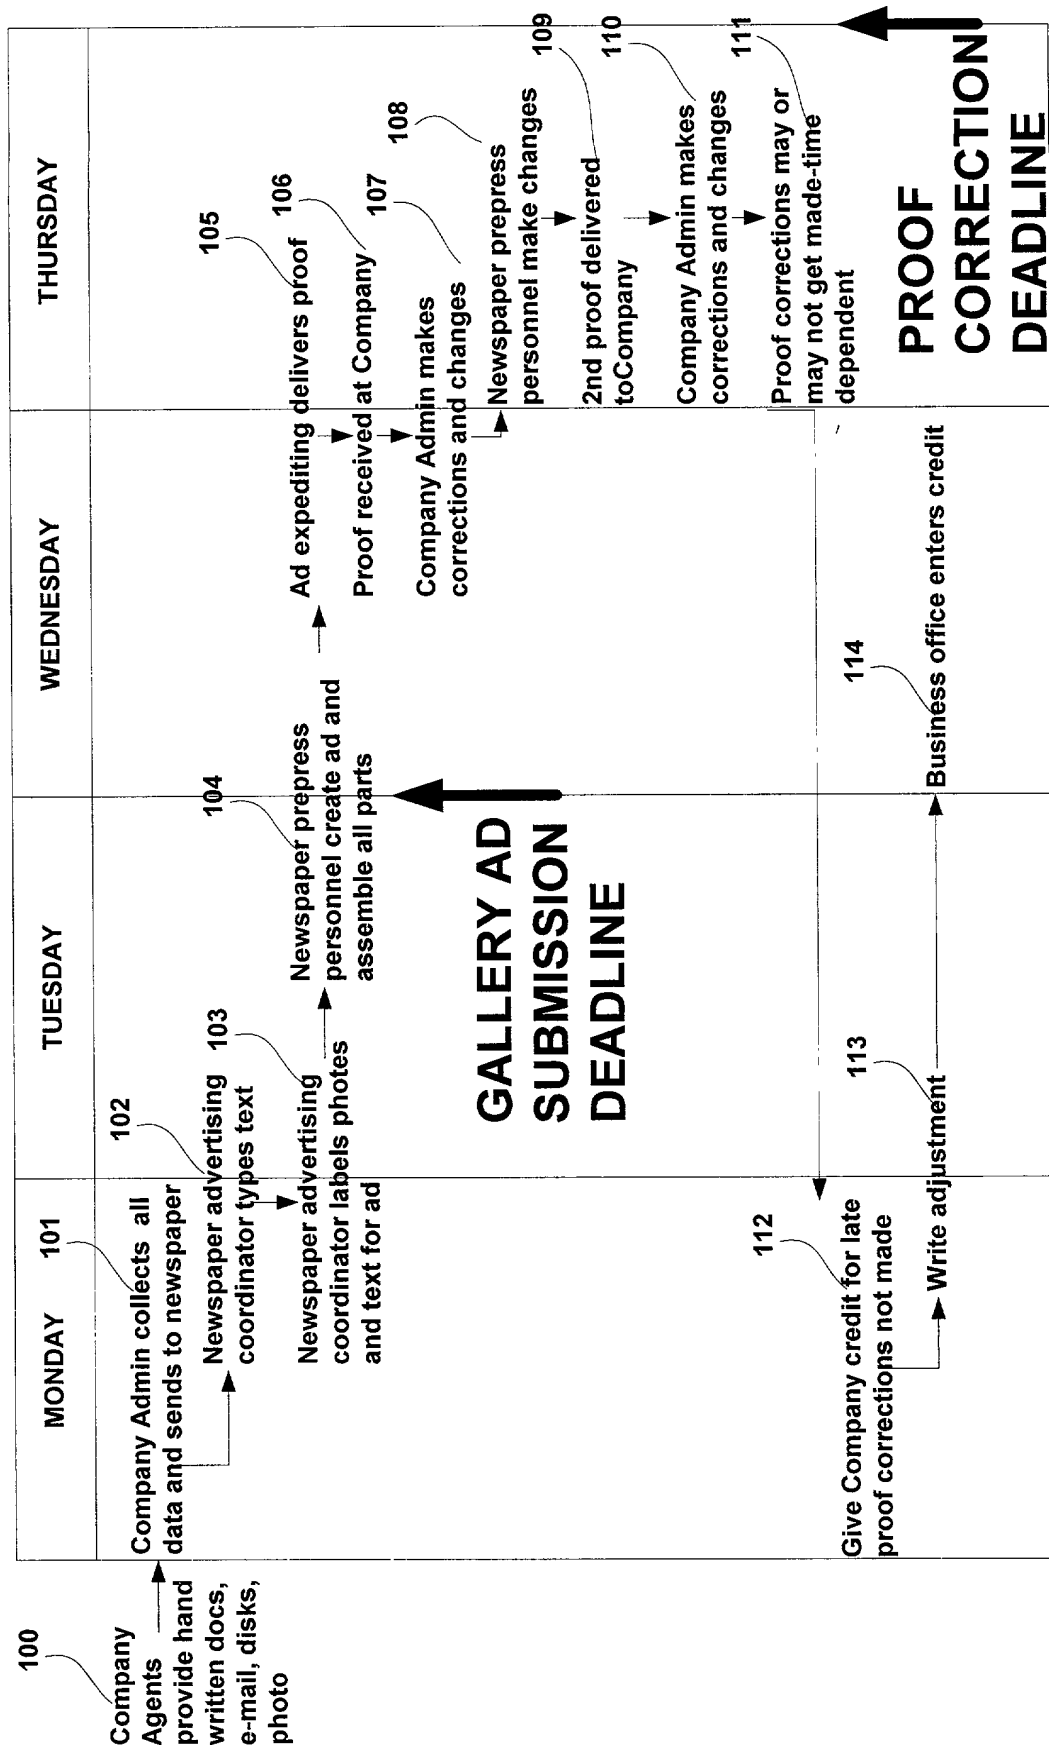 MONDAY
TUESDAY
WEDNESDAY
THURSDAY
100
Company
Agents
provide hand
written docs,
e-mail, disks,
photo
101
Company Admin collects all
data and sends to newspaper
102
Newspaper advertising
coordinator types text
103
Newspaper advertising
coordinator labels photes
and text for ad
104
Newspaper prepress
personnel create ad and
assemble all parts
105
Ad expediting delivers proof
106
Proof received at Company
107
Company Admin makes
corrections and changes
108
Newspaper prepress
personnel make changes
109
2nd proof delivered
toCompany
110
Company Admin makes
corrections and changes
111
Proof corrections may or
may not get made-time
dependent
GALLERY AD
SUBMISSION
DEADLINE
PROOF
CORRECTION
DEADLINE
112
Give Company credit for late
proof corrections not made
113
Write adjustment
114
Business office enters credit